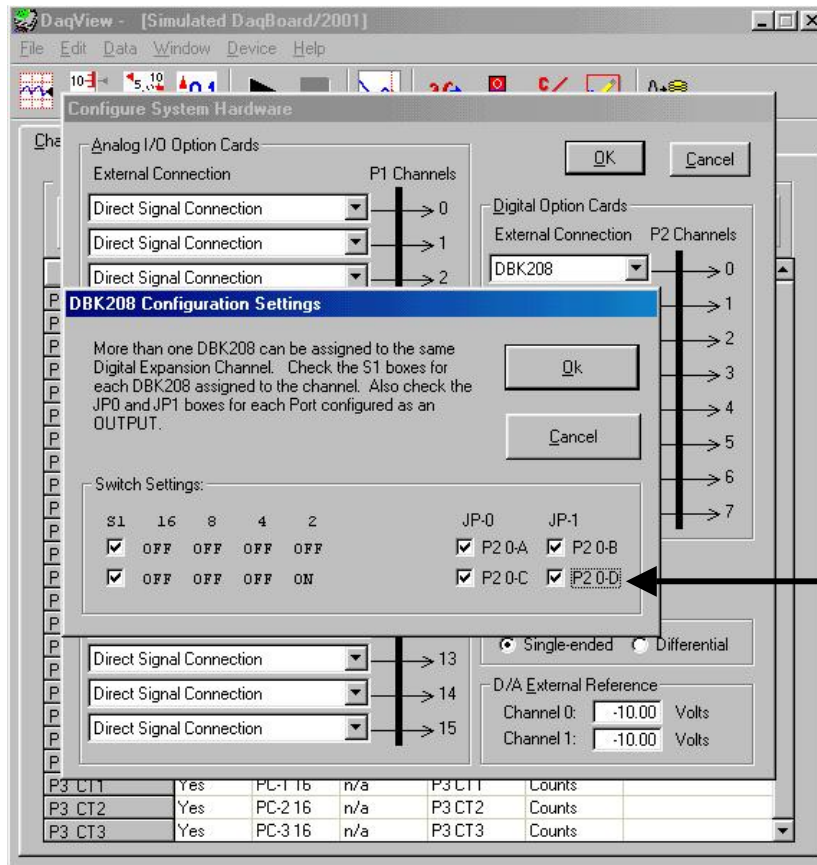 DaqView - [Simulated DaqBoard/2001]
File Edit Data Window Device Help
Configure System Hardware
Analog I/O Option Cards
External Connection P1 Channels
OK Cancel
Direct Signal Connection 0
Direct Signal Connection 1
Direct Signal Connection 2
Digital Option Cards
External Connection P2 Channels
DBK208 0
1
2
3
4
5
6
7
DBK208 Configuration Settings
More than one DBK208 can be assigned to the same
Digital Expansion Channel. Check the S1 boxes for
each DBK208 assigned to the channel. Also check the
JP0 and JP1 boxes for each Port configured as an
OUTPUT.
Ok
Cancel
Switch Settings:
S1 16 8 4 2 JP-0 JP-1
OFF OFF OFF OFF P2 0-A P2 0-B
OFF OFF OFF ON P2 0-C P2 0-D
Direct Signal Connection 13
Direct Signal Connection 14
Direct Signal Connection 15
Single-ended Differential
D/A External Reference
Channel 0: -10.00 Volts
Channel 1: -10.00 Volts
P3 CT1 Yes PC-1 16 n/a P3 CT1 Counts
P3 CT2 Yes PC-2 16 n/a P3 CT2 Counts
P3 CT3 Yes PC-3 16 n/a P3 CT3 Counts